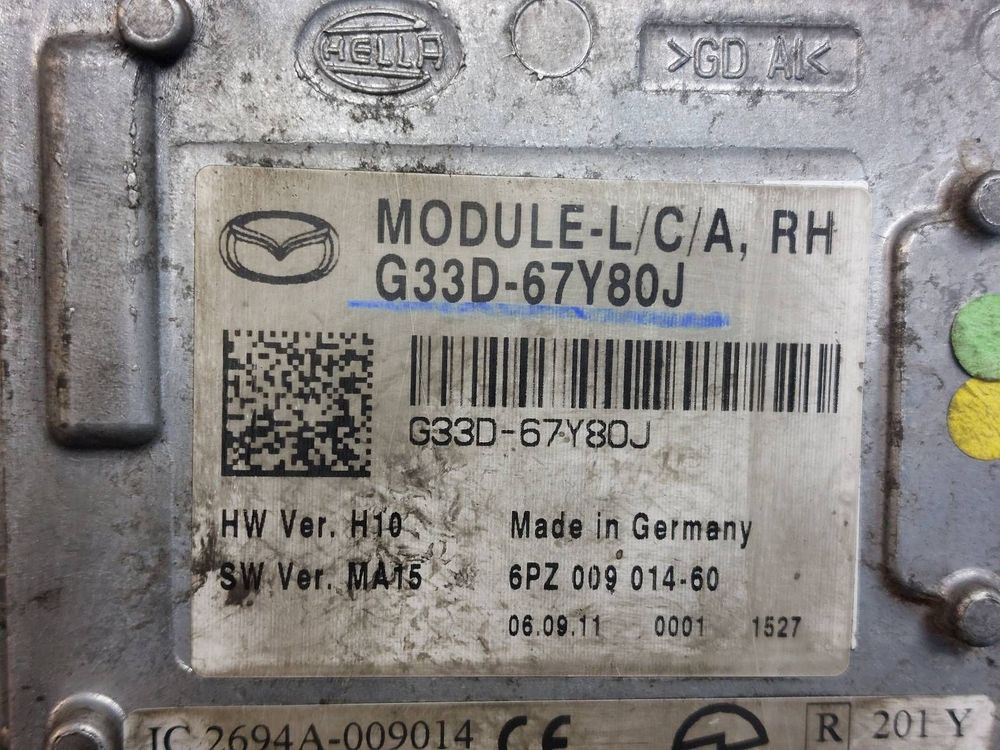 HELLA
>GD Al<
MODULE-L/C/A, RH
G33D-67Y80J
G33D-67Y80J
HW Ver. H10 Made in Germany
SW Ver. MA15 6PZ 009 014-60
06.09.11 0001 1527
IC 2694A-009014 CE R 201 Y